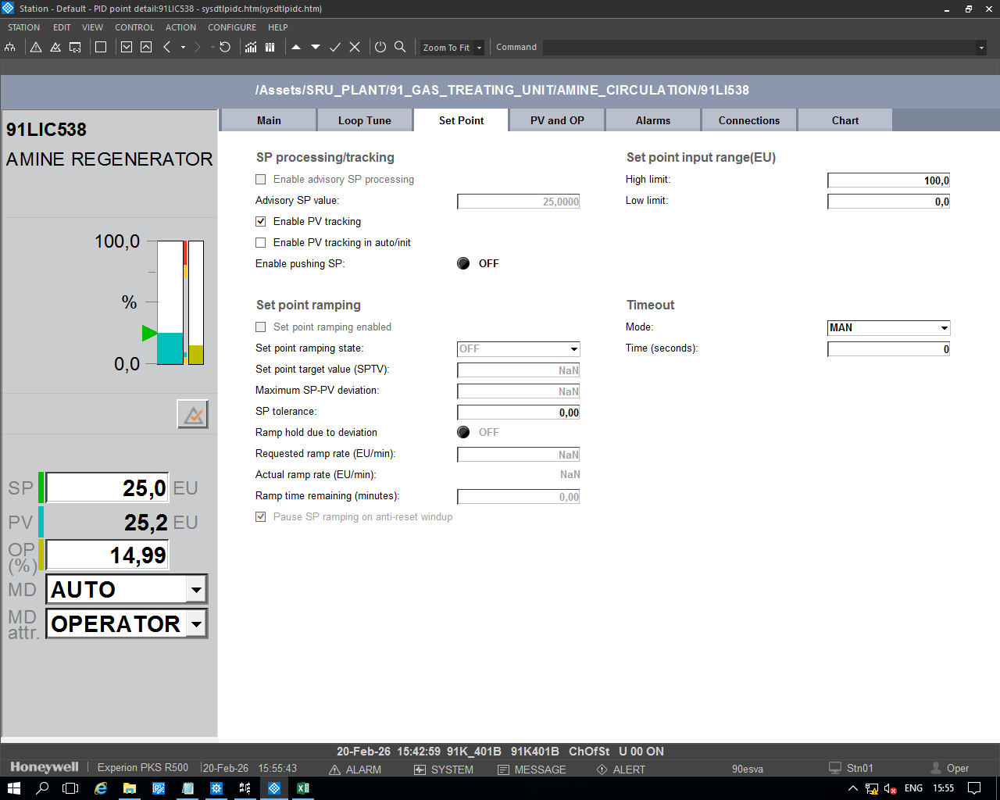 Station - Default - PID point detail:91LIC538 - sysdtlpidc.htm(sysdtlpidc.htm)
STATION EDIT VIEW CONTROL ACTION CONFIGURE HELP
Zoom To Fit Command
/Assets/SRU_PLANT/91_GAS_TREATING_UNIT/AMINE_CIRCULATION/91LI538
91LIC538
AMINE REGENERATOR
100,0
%
0,0
SP 25,0 EU
PV 25,2 EU
OP (%) 14,99
MD AUTO
MD attr. OPERATOR
Main Loop Tune Set Point PV and OP Alarms Connections Chart
SP processing/tracking
Enable advisory SP processing
Advisory SP value: 25,0000
Enable PV tracking
Enable PV tracking in auto/init
Enable pushing SP: OFF
Set point input range(EU)
High limit: 100,0
Low limit: 0,0
Set point ramping
Set point ramping enabled
Set point ramping state: OFF
Set point target value (SPTV): NaN
Maximum SP-PV deviation: NaN
SP tolerance: 0,00
Ramp hold due to deviation OFF
Requested ramp rate (EU/min): NaN
Actual ramp rate (EU/min): NaN
Ramp time remaining (minutes): 0,00
Pause SP ramping on anti-reset windup
Timeout
Mode: MAN
Time (seconds): 0
20-Feb-26 15:42:59 91K_401B 91K401B ChOfSt U 00 ON
Honeywell Experion PKS R500 20-Feb-26 15:55:43 ALARM SYSTEM MESSAGE ALERT 90esva Stn01 Oper
ENG 15:55